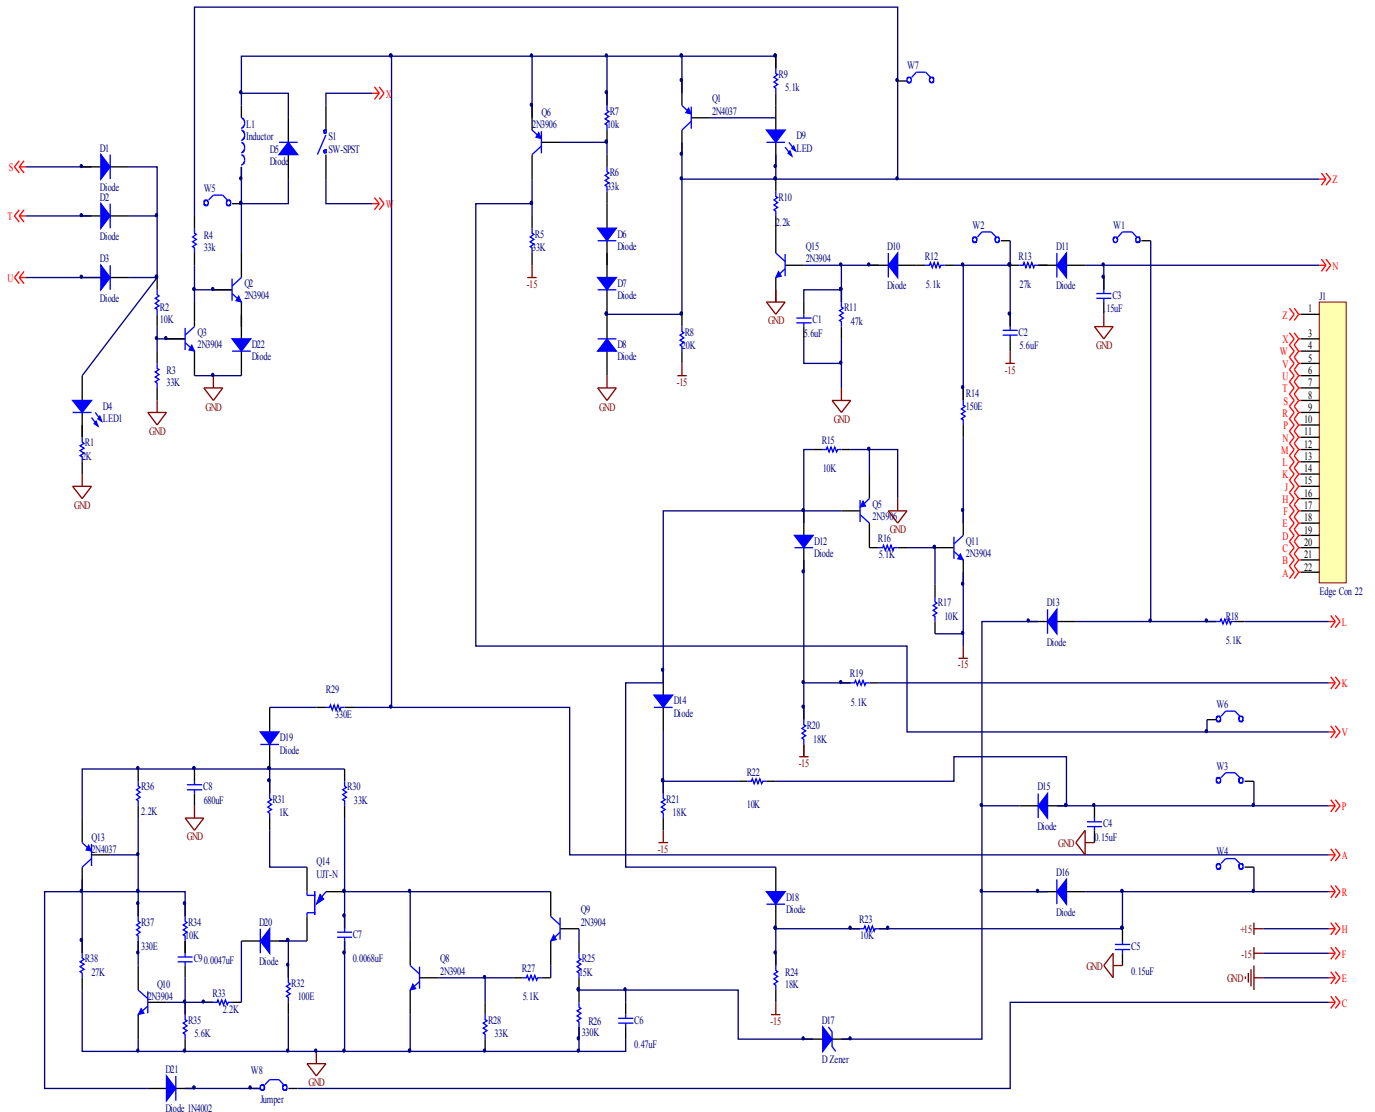 W7
R9
5.1k
X
L1
Inductor
D5
Diode
S1
SW-SPST
Q6
2N3906
R7
10k
Q1
2N4037
D9
LED
S
D1
Diode
D2
T
Diode
D3
U
Diode
W5
W
R6
33k
Z
R10
2.2k
R4
33k
R5
33K
-15
D6
Diode
D7
Diode
Q15
2N3904
D10
Diode
R12
5.1k
W2
R13
27k
D11
Diode
W1
N
Q2
2N3904
R2
10K
Q3
2N3904
D22
Diode
D8
Diode
R8
20K
-15
GND
C1
5.6uF
R11
47k
C2
5.6uF
-15
C3
15uF
GND
R3
33K
GND
GND
GND
GND
D4
LED1
R1
2K
GND
R14
150E
J1
Z 1
X 3
W 4
V 5
U 6
T 7
S 8
R 9
P 10
N 11
M 12
L 13
K 14
J 15
H 16
F 17
E 18
D 19
C 20
B 21
A 22
Edge Con 22
R15
10K
Q5
2N3906
GND
D12
Diode
R16
5.1K
Q11
2N3904
R17
10K
-15
D13
Diode
R18
5.1K
L
R19
5.1K
K
D14
Diode
R20
18K
-15
W6
V
R29
330E
D19
Diode
R22
10K
R21
18K
-15
W3
D15
Diode
P
C4
0.15uF
GND
A
R36
2.2K
C8
680uF
GND
R31
1K
R30
33K
Q13
2N4037
Q14
UJT-N
W4
D16
Diode
R
D18
Diode
R37
330E
R34
10K
D20
Diode
C7
0.0068uF
Q9
2N3904
R23
10K
+15
H
R38
27K
C9
0.0047uF
Q8
2N3904
R27
5.1K
R25
15K
R24
18K
-15
C5
0.15uF
GND
-15
F
GND
E
Q10
2N3904
R33
2.2K
R32
100E
R35
5.6K
R28
33K
R26
330K
C6
0.47uF
D17
D Zener
C
GND
D21
Diode 1N4002
W8
Jumper